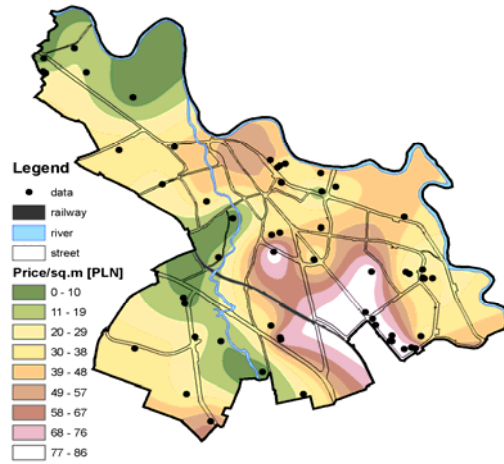 Legend
data
railway
river
street
Price/sq.m [PLN]
0 - 10
11 - 19
20 - 29
30 - 38
39 - 48
49 - 57
58 - 67
68 - 76
77 - 86